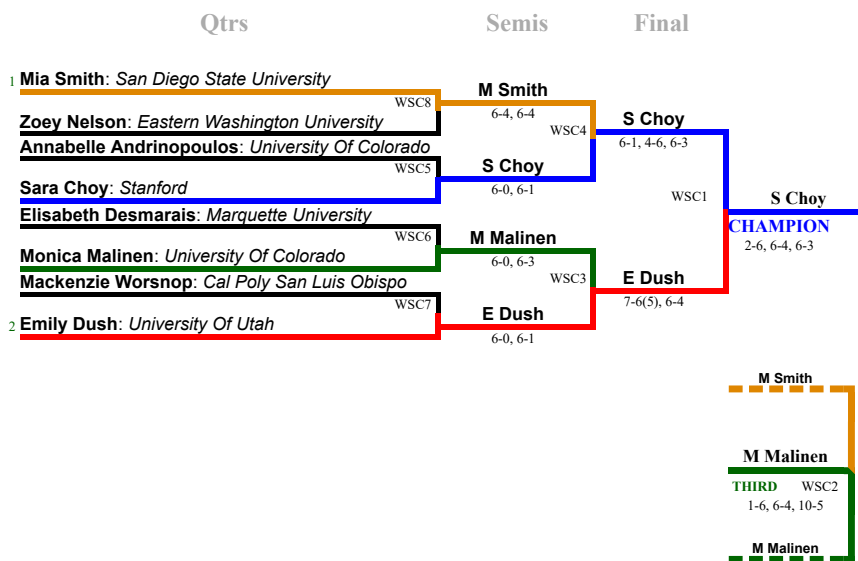 Qtrs Semis Final
1 Mia Smith: San Diego State University
WSC8
M Smith
6-4, 6-4
Zoey Nelson: Eastern Washington University
WSC4
S Choy
6-1, 4-6, 6-3
Annabelle Andrinopoulos: University Of Colorado
WSC5
S Choy
6-0, 6-1
Sara Choy: Stanford
WSC1
S Choy
CHAMPION
2-6, 6-4, 6-3
Elisabeth Desmarais: Marquette University
WSC6
M Malinen
6-0, 6-3
Monica Malinen: University Of Colorado
WSC3
E Dush
7-6(5), 6-4
Mackenzie Worsnop: Cal Poly San Luis Obispo
WSC7
E Dush
6-0, 6-1
2 Emily Dush: University Of Utah
M Smith
M Malinen
THIRD WSC2
1-6, 6-4, 10-5
M Malinen